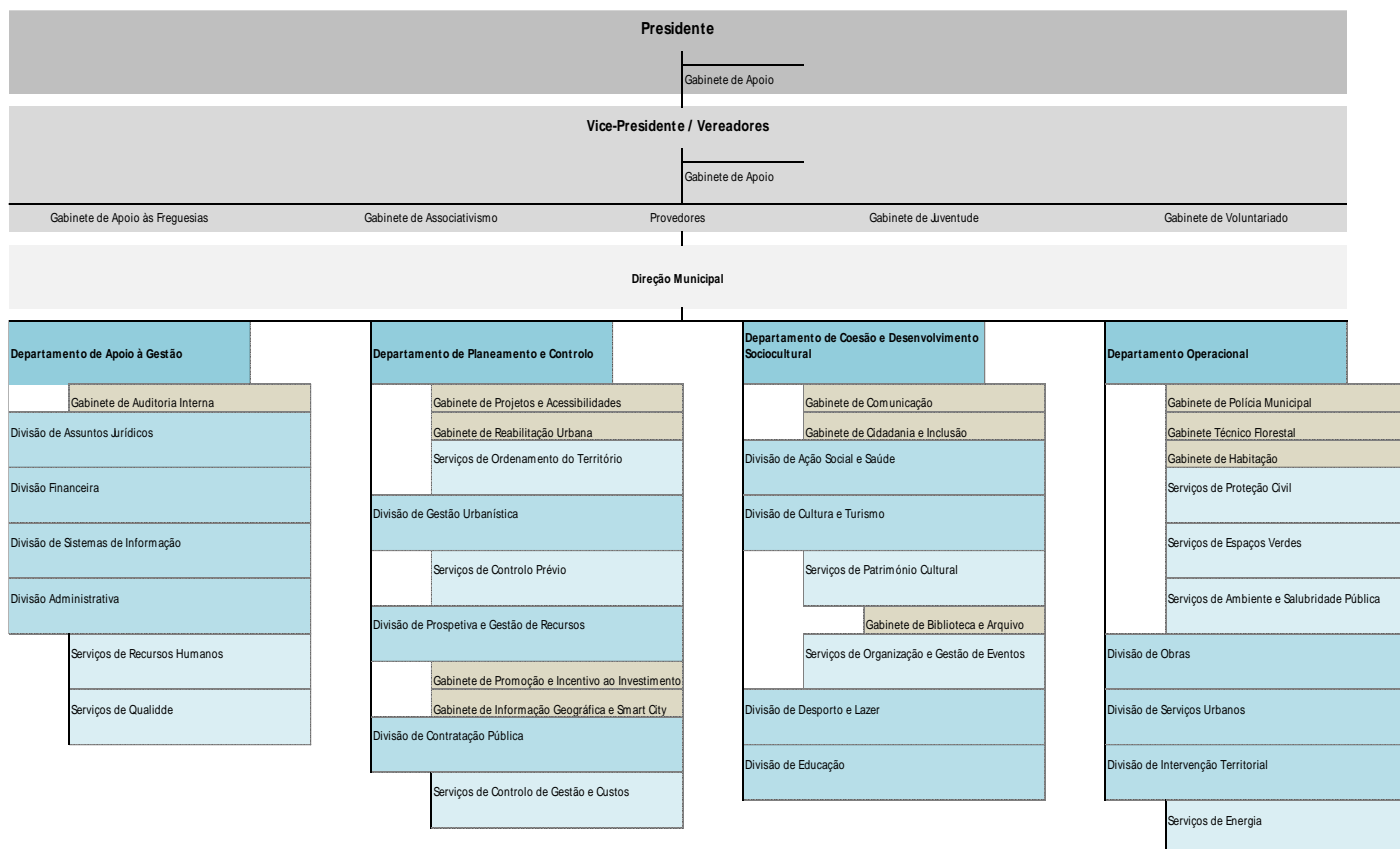 Presidente
Gabinete de Apoio
Vice-Presidente / Vereadores
Gabinete de Apoio
Gabinete de Apoio às Freguesias
Gabinete de Associativismo
Provedores
Gabinete de Juventude
Gabinete de Voluntariado
Direção Municipal
Departamento de Apoio à Gestão
Gabinete de Auditoria Interna
Divisão de Assuntos Jurídicos
Divisão Financeira
Divisão de Sistemas de Informação
Divisão Administrativa
Serviços de Recursos Humanos
Serviços de Qualidde
Departamento de Planeamento e Controlo
Gabinete de Projetos e Acessibilidades
Gabinete de Reabilitação Urbana
Serviços de Ordenamento do Território
Divisão de Gestão Urbanística
Serviços de Controlo Prévio
Divisão de Prospetiva e Gestão de Recursos
Gabinete de Promoção e Incentivo ao Investimento
Gabinete de Informação Geográfica e Smart City
Divisão de Contratação Pública
Serviços de Controlo de Gestão e Custos
Departamento de Coesão e Desenvolvimento
Sociocultural
Gabinete de Comunicação
Gabinete de Cidadania e Inclusão
Divisão de Ação Social e Saúde
Divisão de Cultura e Turismo
Serviços de Património Cultural
Gabinete de Biblioteca e Arquivo
Serviços de Organização e Gestão de Eventos
Divisão de Desporto e Lazer
Divisão de Educação
Departamento Operacional
Gabinete de Polícia Municipal
Gabinete Técnico Florestal
Gabinete de Habitação
Serviços de Proteção Civil
Serviços de Espaços Verdes
Serviços de Ambiente e Salubridade Pública
Divisão de Obras
Divisão de Serviços Urbanos
Divisão de Intervenção Territorial
Serviços de Energia